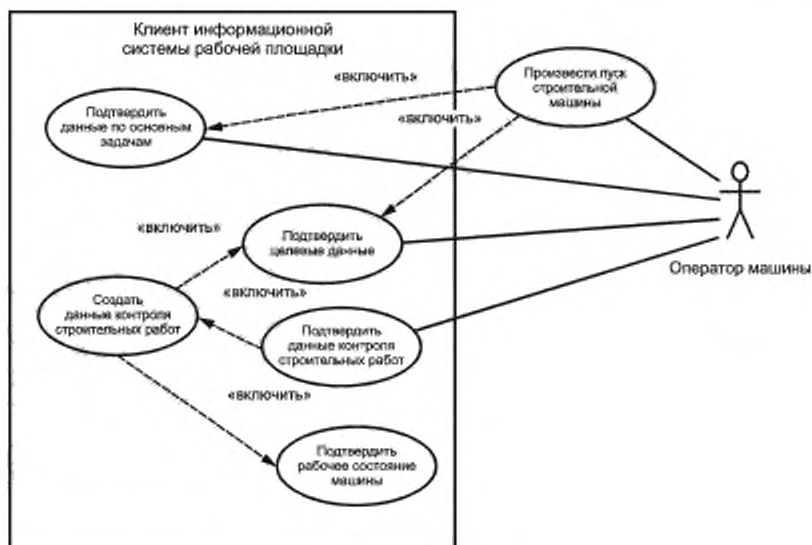 Клиент информационной
системы рабочей площадки
«включить»
Произвести пуск
строительной
машины
Подтвердить
данные по основным
задачам
«включить»
«включить»
Подтвердить
целевые данные
Оператор машины
Создать
данные контроля
строительных работ
«включить»
Подтвердить
данные контроля
строительных работ
«включить»
Подтвердить
рабочее состояние
машины